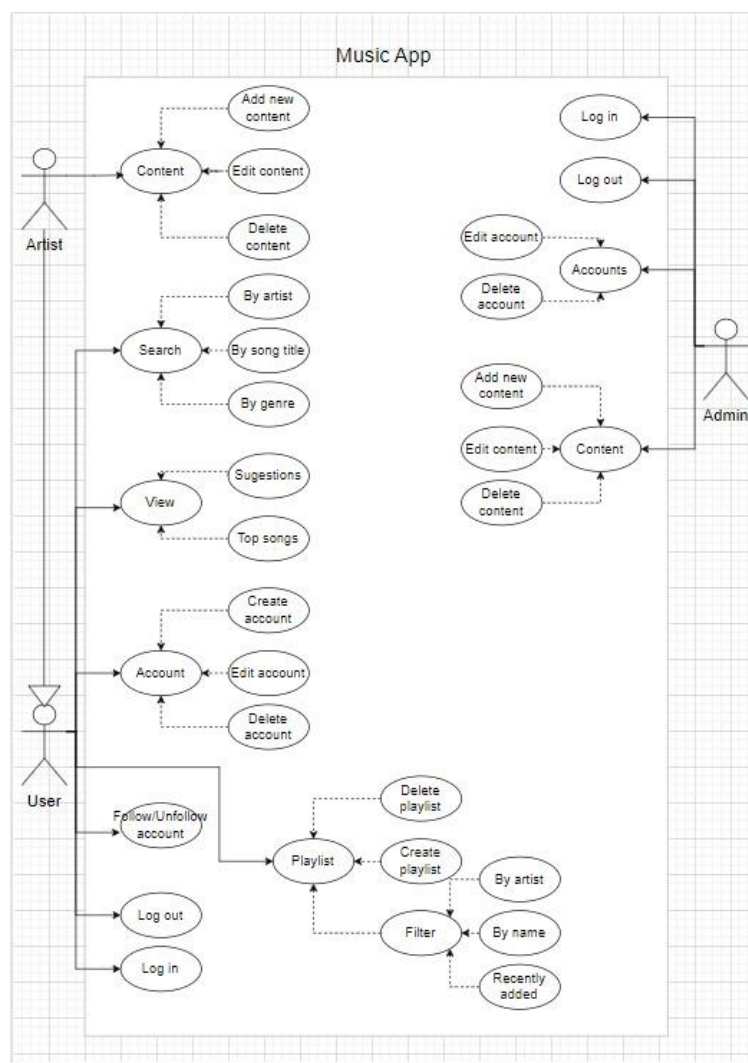 Music App
Add new
content
Content
Edit content
Delete
content
Artist
By artist
Search
By song title
By genre
Sugestions
View
Top songs
Create
account
Account
Edit account
Delete
account
User
Follow/Unfollow
account
Log out
Log in
Delete
playlist
Playlist
Create
playlist
By artist
Filter
By name
Recently
added
Log in
Log out
Edit account
Accounts
Delete
account
Admin
Add new
content
Edit content
Content
Delete
content